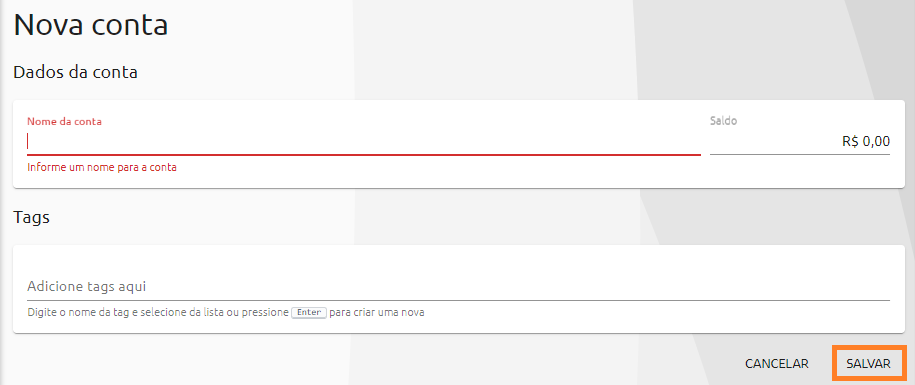 Nova conta
Dados da conta
Nome da conta
Saldo
R$ 0,00
Informe um nome para a conta
Tags
Adicione tags aqui
Digite o nome da tag e selecione da lista ou pressione Enter para criar uma nova
CANCELAR SALVAR